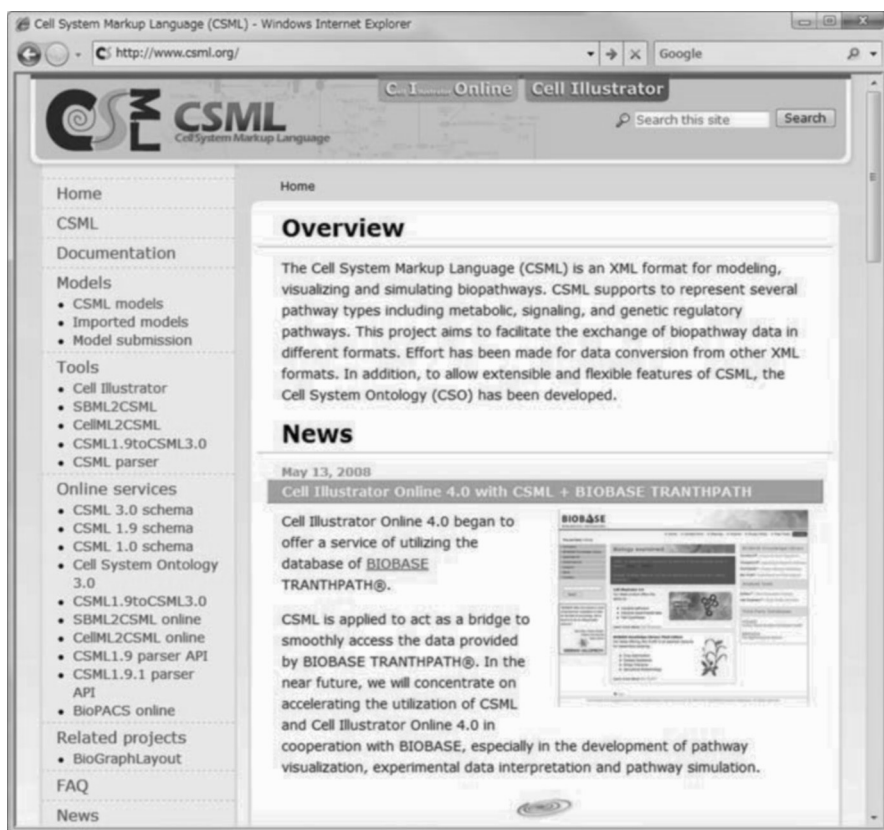 Cell System Markup Language (CSML) - Windows Internet Explorer
http://www.csml.org/
Google
Cell Illustrator Online
Cell Illustrator
CSML
CSML
Cell System Markup Language
Search this site
Search
Home
CSML
Documentation
Models
• CSML models
• Imported models
• Model submission
Tools
• Cell Illustrator
• SBML2CSML
• CellML2CSML
• CSML1.9toCSML3.0
• CSML parser
Online services
• CSML 3.0 schema
• CSML 1.9 schema
• CSML 1.0 schema
• Cell System Ontology
3.0
• CSML1.9toCSML3.0
• SBML2CSML online
• CellML2CSML online
• CSML1.9 parser API
• CSML1.9.1 parser
API
• BioPACS online
Related projects
• BioGraphLayout
FAQ
News
Home
Overview
The Cell System Markup Language (CSML) is an XML format for modeling,
visualizing and simulating biopathways. CSML supports to represent several
pathway types including metabolic, signaling, and genetic regulatory
pathways. This project aims to facilitate the exchange of biopathway data in
different formats. Effort has been made for data conversion from other XML
formats. In addition, to allow extensible and flexible features of CSML, the
Cell System Ontology (CSO) has been developed.
News
May 13, 2008
Cell Illustrator Online 4.0 with CSML + BIOBASE TRANTHPATH
Cell Illustrator Online 4.0 began to
offer a service of utilizing the
database of BIOBASE
TRANTHPATH®.
CSML is applied to act as a bridge to
smoothly access the data provided
by BIOBASE TRANTHPATH®. In the
near future, we will concentrate on
accelerating the utilization of CSML
and Cell Illustrator Online 4.0 in
cooperation with BIOBASE, especially in the development of pathway
visualization, experimental data interpretation and pathway simulation.
BIOBASE